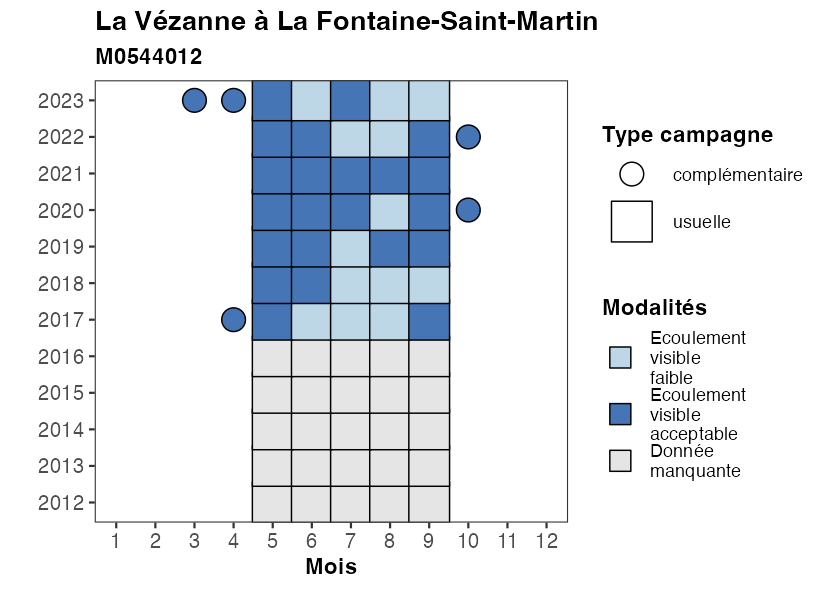 La Vézanne à La Fontaine-Saint-Martin
M0544012
2023
2022
2021
2020
2019
2018
2017
2016
2015
2014
2013
2012
1 2 3 4 5 6 7 8 9 10 11 12
Mois
Type campagne
complémentaire
usuelle
Modalités
Ecoulement
visible
faible
Ecoulement
visible
acceptable
Donnée
manquante